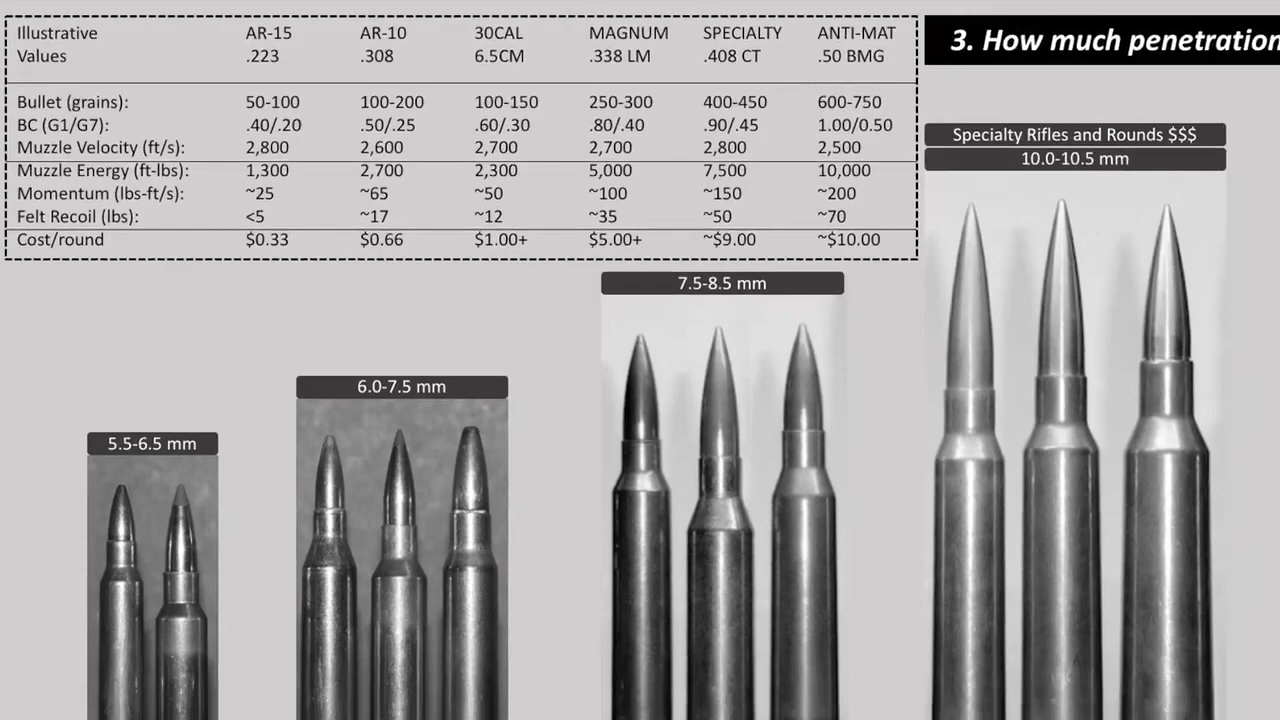 Illustrative AR-15 AR-10 30CAL MAGNUM SPECIALTY ANTI-MAT
Values .223 .308 6.5CM .338 LM .408 CT .50 BMG
Bullet (grains): 50-100 100-200 100-150 250-300 400-450 600-750
BC (G1/G7): .40/.20 .50/.25 .60/.30 .80/.40 .90/.45 1.00/0.50
Muzzle Velocity (ft/s): 2,800 2,600 2,700 2,700 2,800 2,500
Muzzle Energy (ft-lbs): 1,300 2,700 2,300 5,000 7,500 10,000
Momentum (lbs-ft/s): ~25 ~65 ~50 ~100 ~150 ~200
Felt Recoil (lbs): <5 ~17 ~12 ~35 ~50 ~70
Cost/round $0.33 $0.66 $1.00+ $5.00+ ~$9.00 ~$10.00
3. How much penetration
Specialty Rifles and Rounds $$$
10.0-10.5 mm
7.5-8.5 mm
6.0-7.5 mm
5.5-6.5 mm